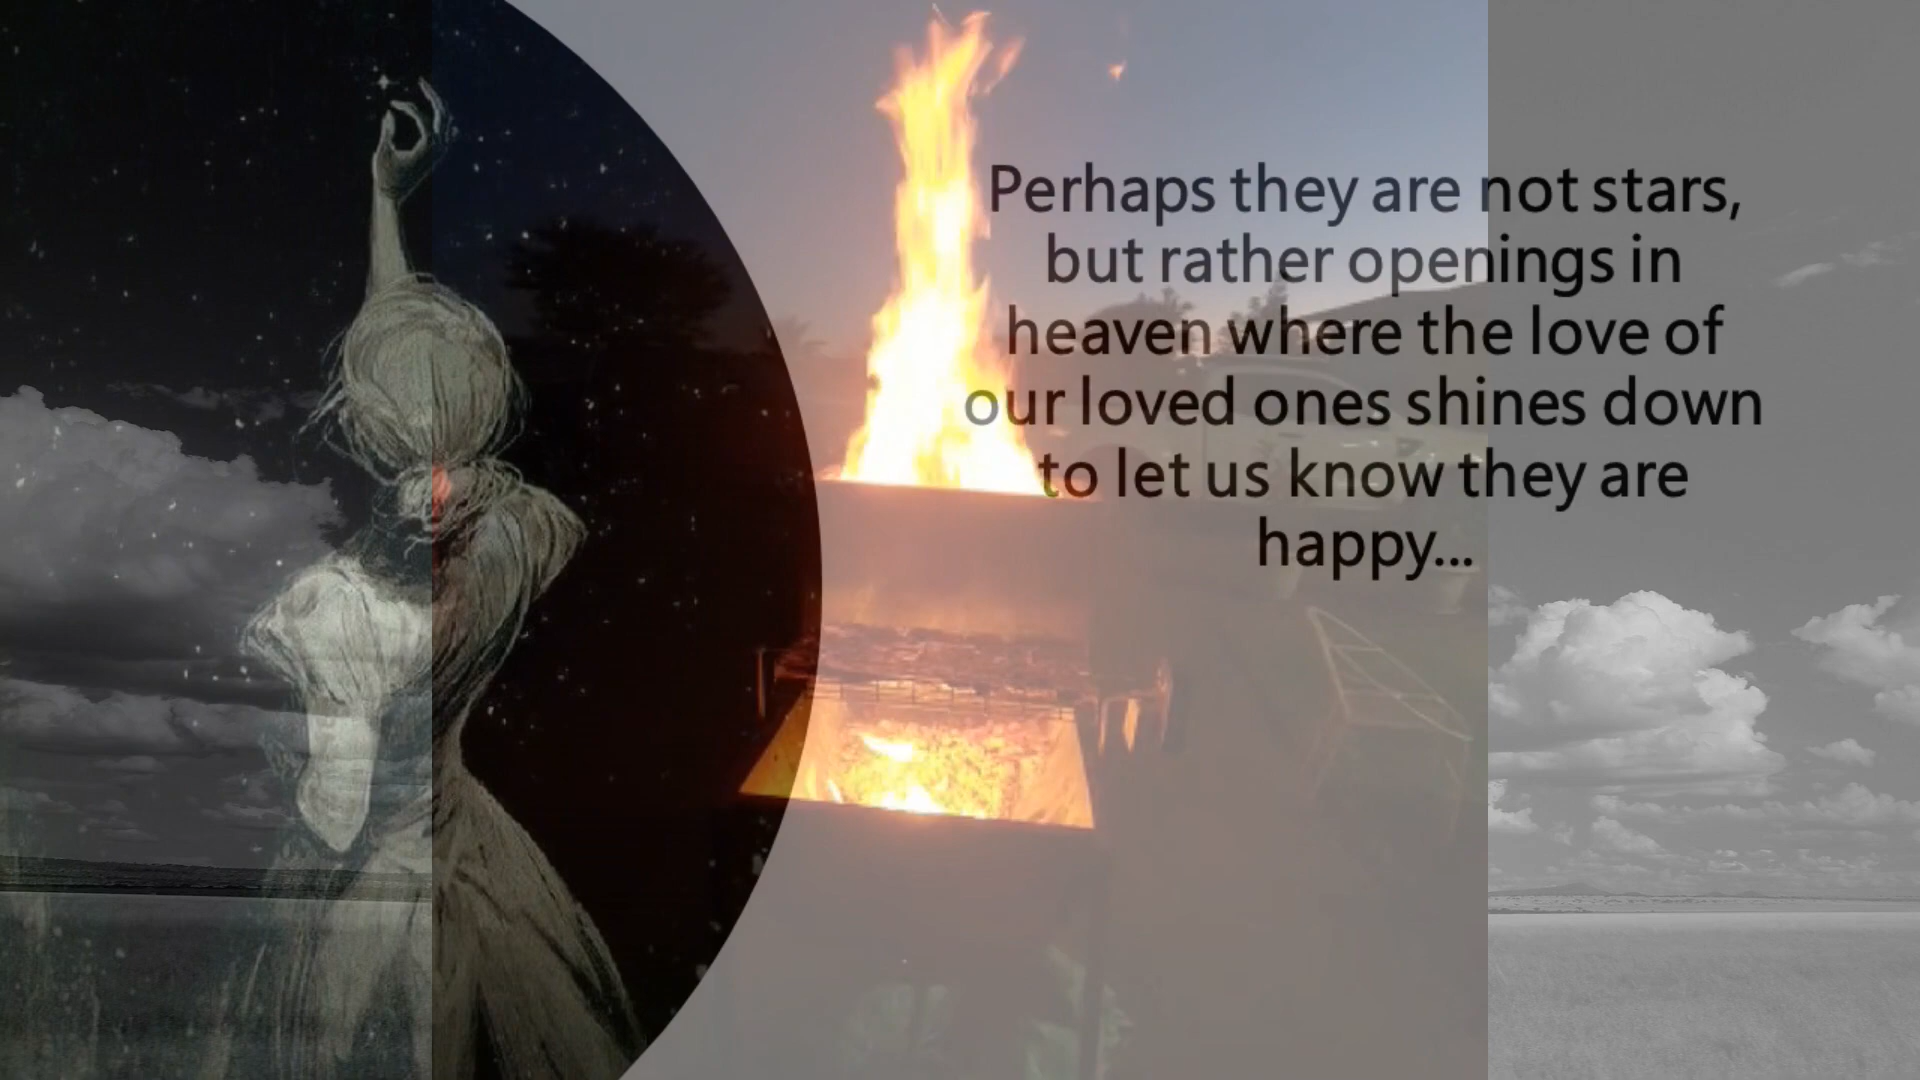 Perhaps they are not stars,
but rather openings in
heaven where the love of
our loved ones shines down
to let us know they are
happy...